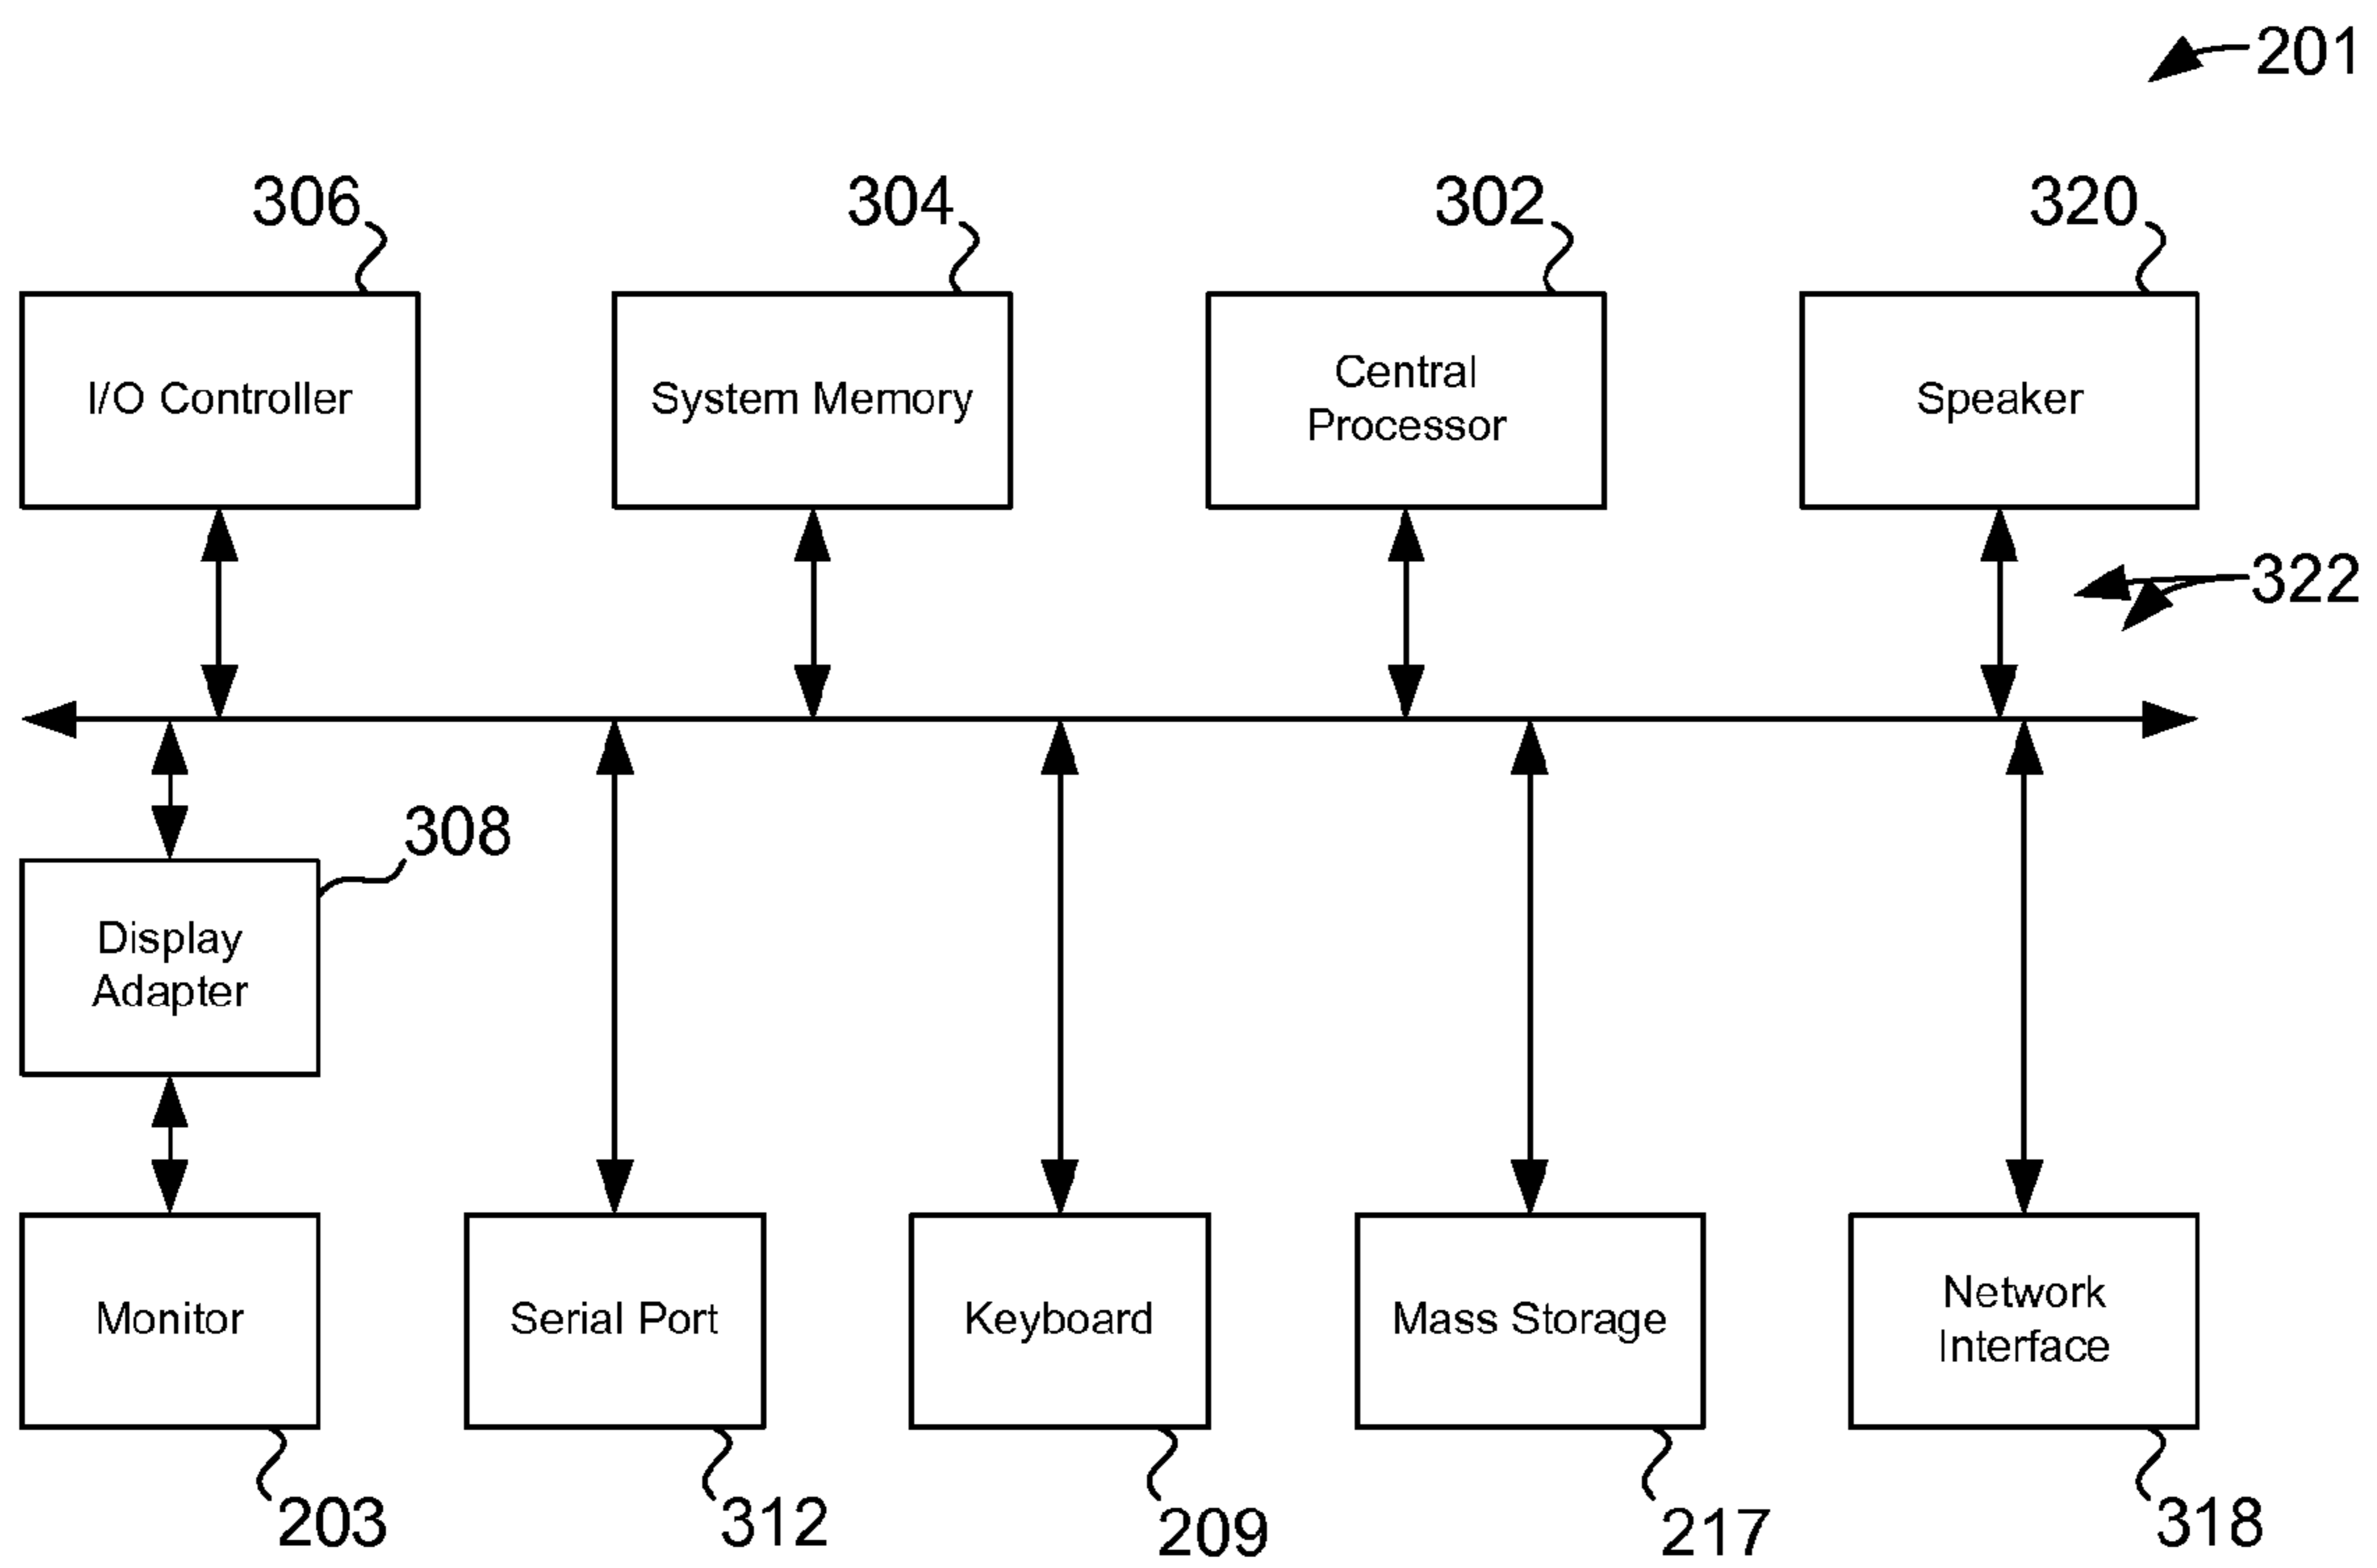 201
306
304
302
320
I/O Controller
System Memory
Central
Processor
Speaker
322
308
Display
Adapter
Monitor
Serial Port
Keyboard
Mass Storage
Network
Interface
203
312
209
217
318